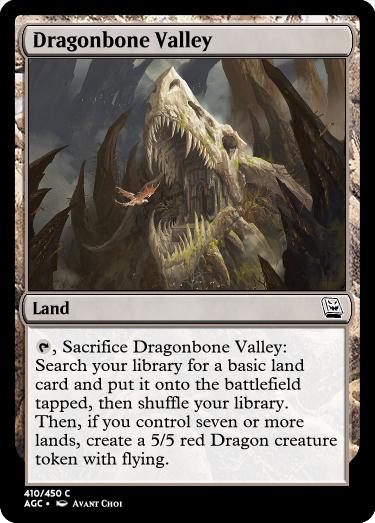 Dragonbone Valley
Land
, Sacrifice Dragonbone Valley:
Search your library for a basic land
card and put it onto the battlefield
tapped, then shuffle your library.
Then, if you control seven or more
lands, create a 5/5 red Dragon creature
token with flying.
410/450 C
AGC • Avant Choi